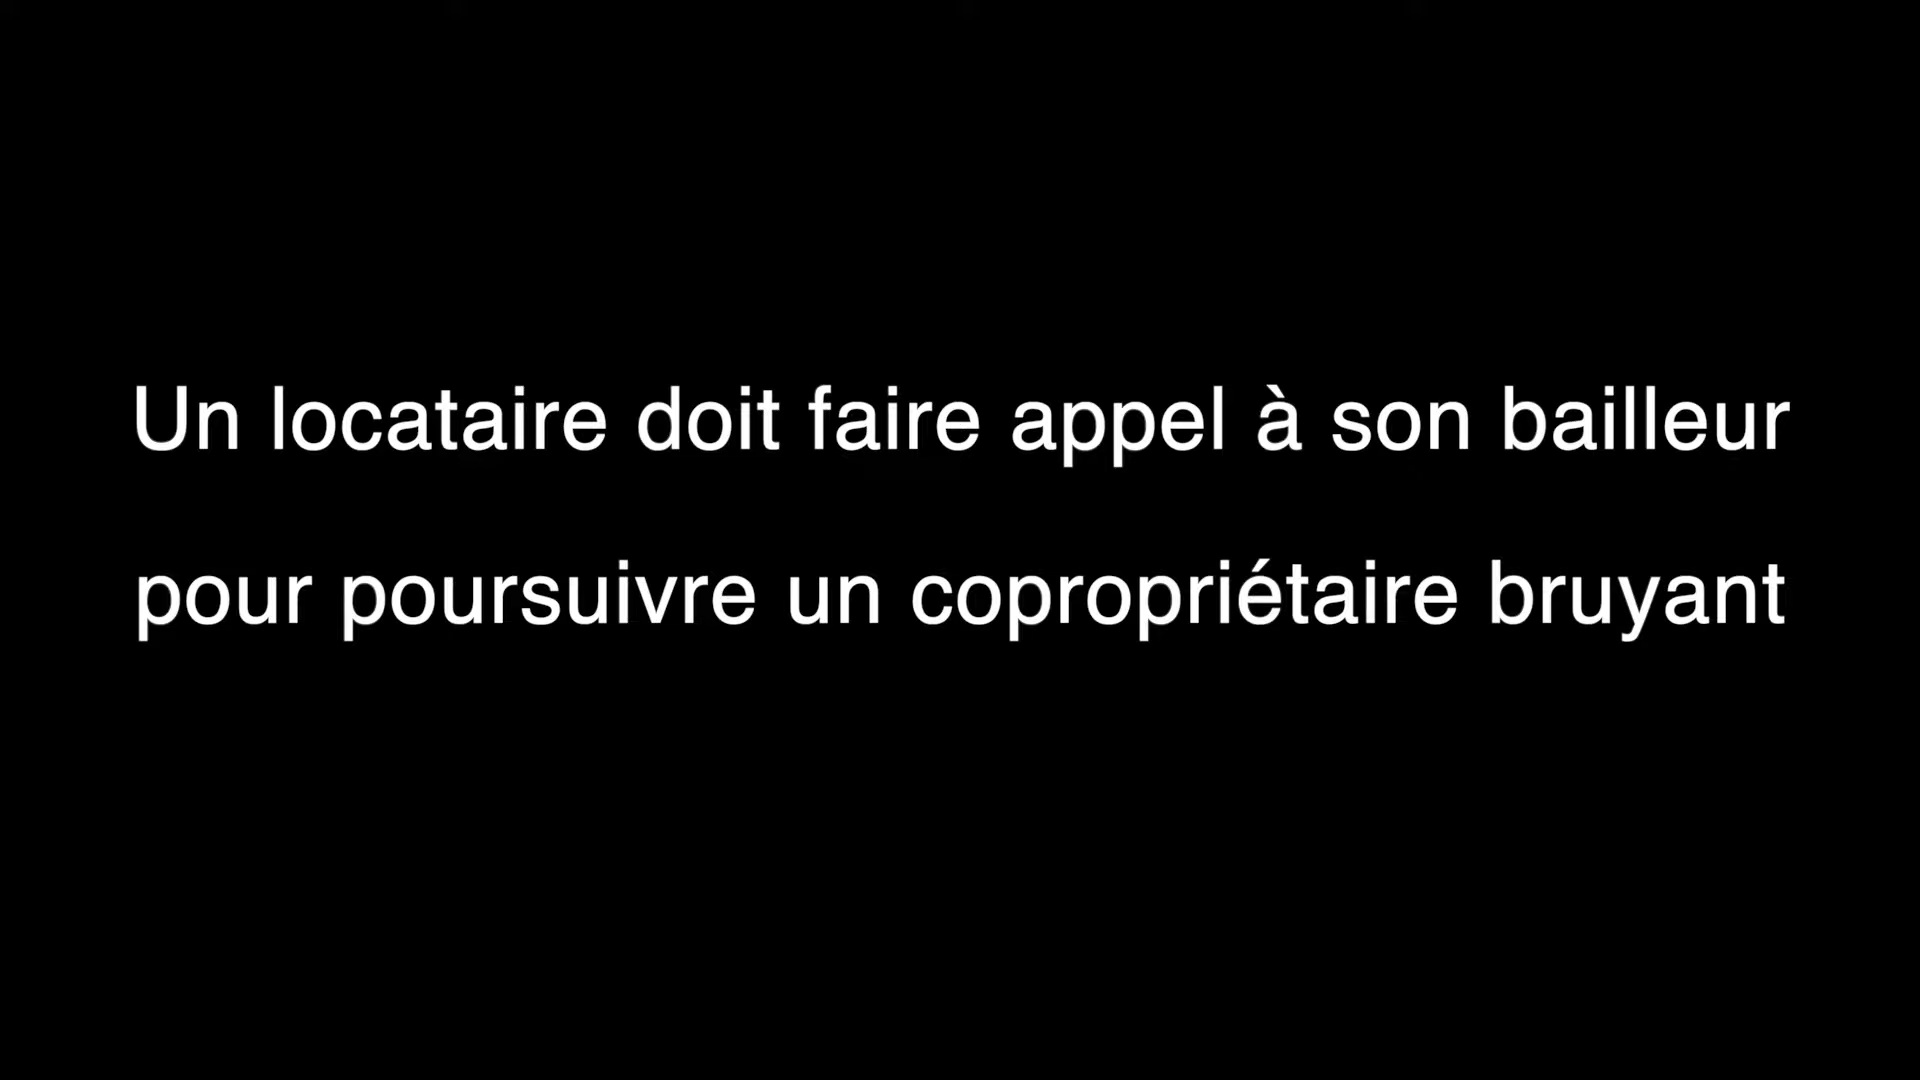 Un locataire doit faire appel à son bailleur
pour poursuivre un copropriétaire bruyant